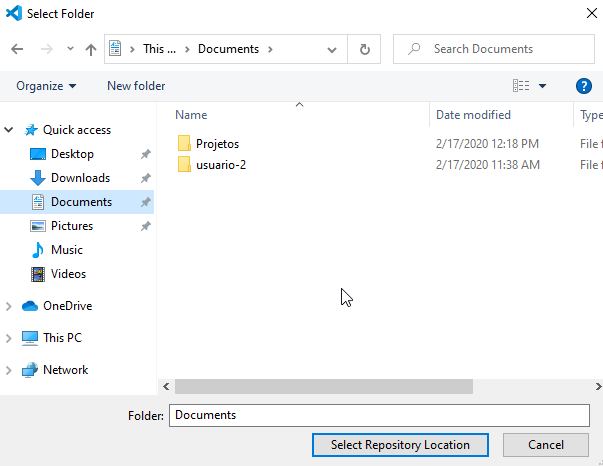 Select Folder
This ... Documents
Search Documents
Organize
New folder
?
Name
Date modified
Type
Quick access
Desktop
Downloads
Documents
Pictures
Music
Videos
OneDrive
This PC
Network
Projetos 2/17/2020 12:18 PM File f
usuario-2 2/17/2020 11:38 AM File f
Folder: Documents
Select Repository Location
Cancel